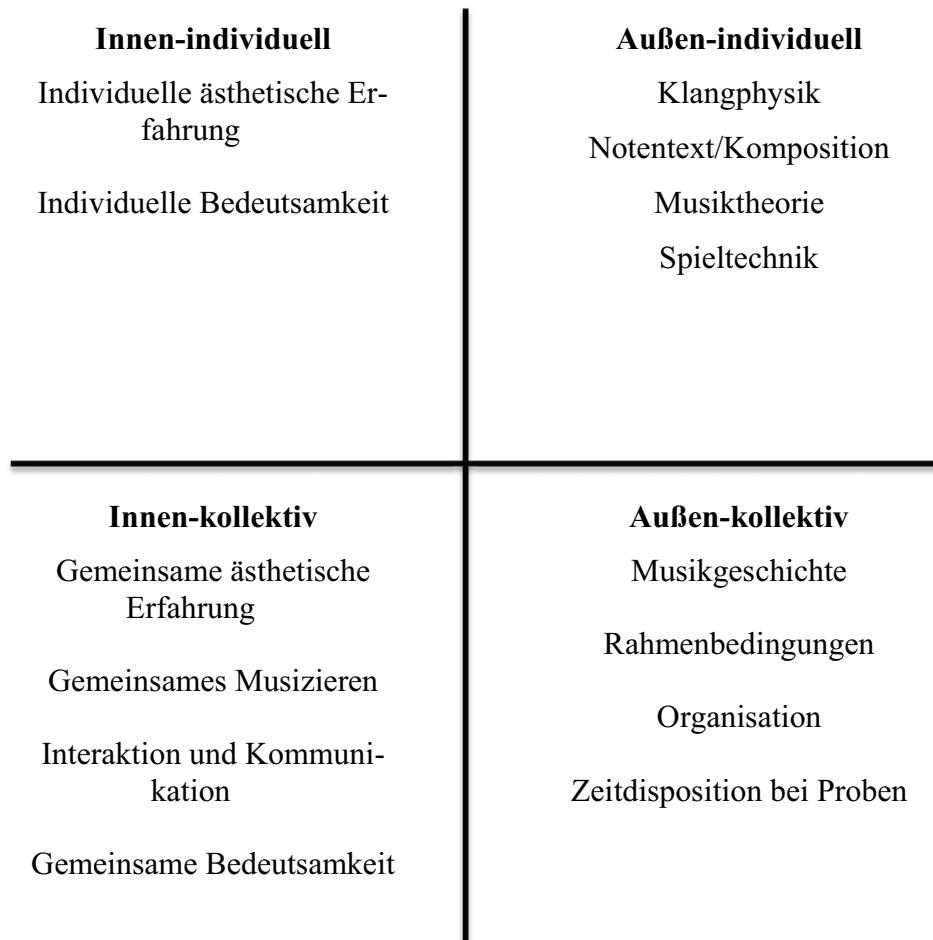 Innen-individuell
Individuelle ästhetische Er-
fahrung
Individuelle Bedeutsamkeit
Außen-individuell
Klangphysik
Notentext/Komposition
Musiktheorie
Spieltechnik
Innen-kollektiv
Gemeinsame ästhetische
Erfahrung
Gemeinsames Musizieren
Interaktion und Kommuni-
kation
Gemeinsame Bedeutsamkeit
Außen-kollektiv
Musikgeschichte
Rahmenbedingungen
Organisation
Zeitdisposition bei Proben